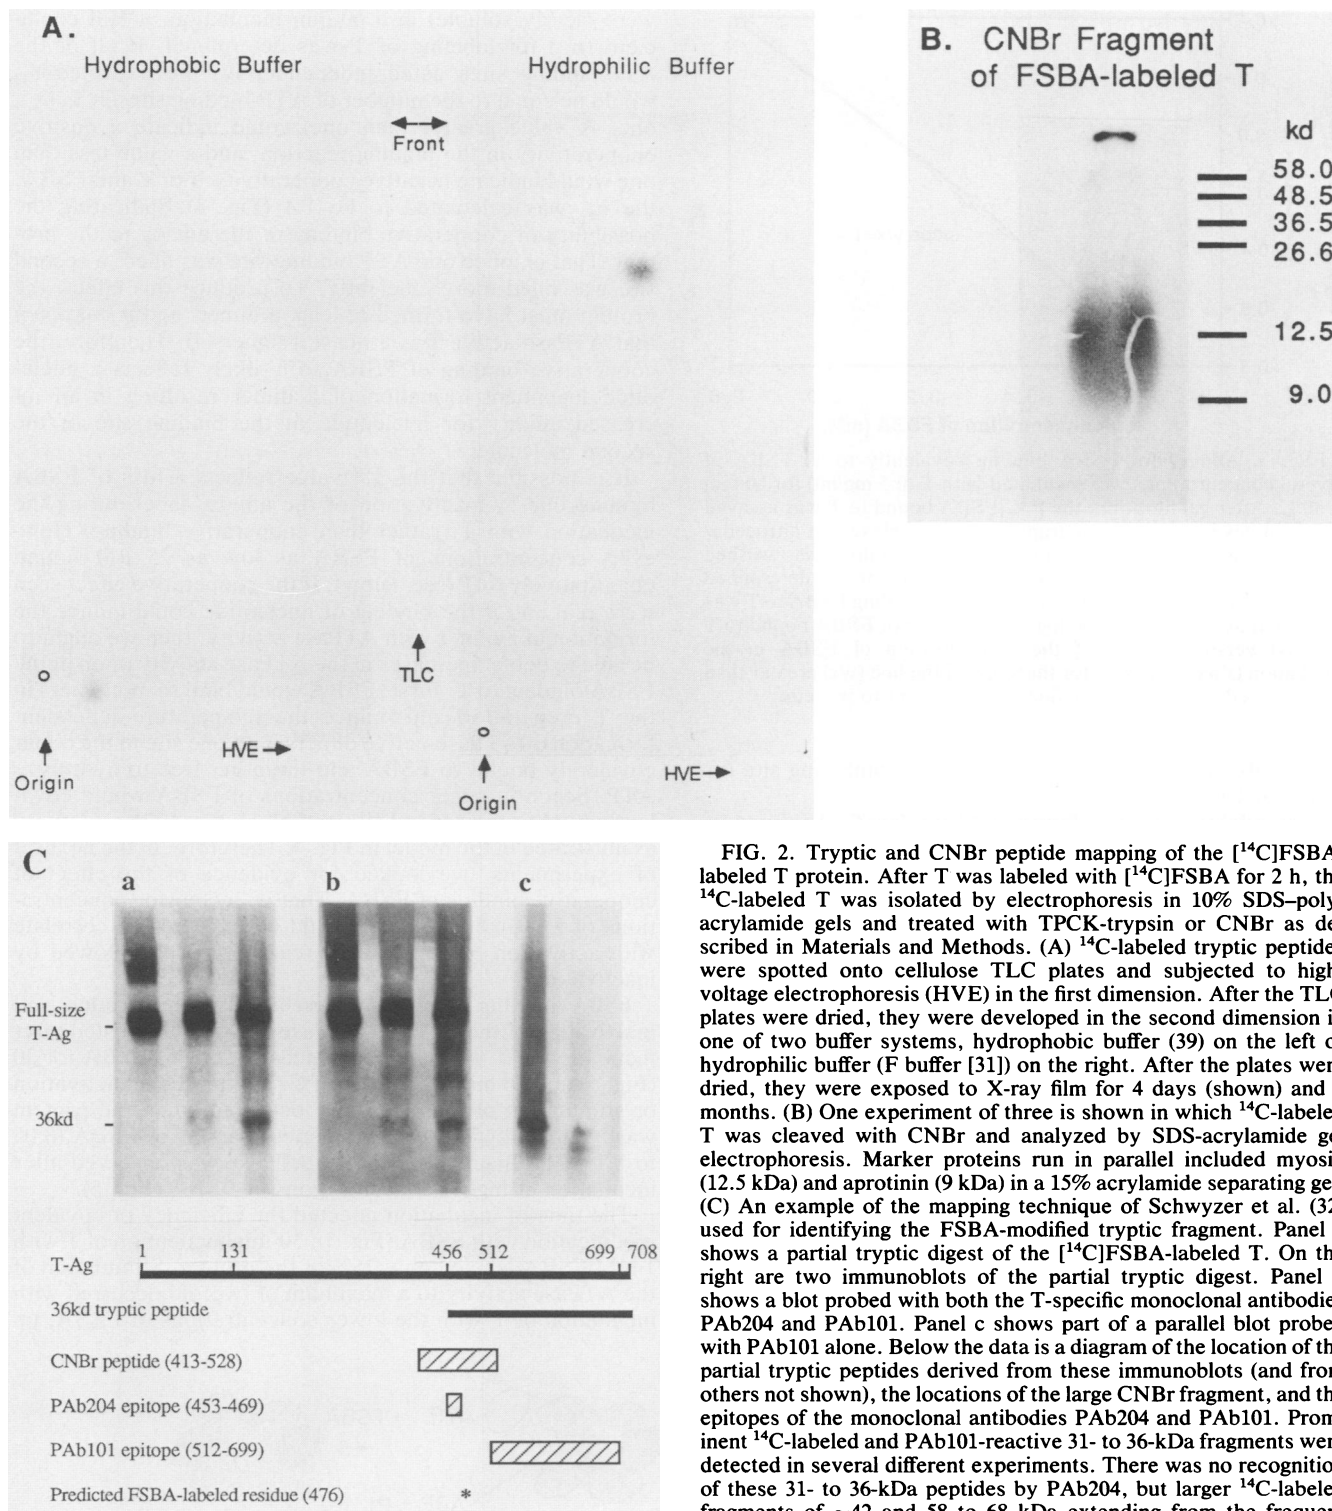 A.
Hydrophobic Buffer
Hydrophilic Buffer
Front
TLC
HVE
HVE
Origin
Origin
B. CNBr Fragment
of FSBA-labeled T
kd
58.0
48.5
36.5
26.6
12.5
9.0
C
a b c
Full-size
T-Ag
36kd
1 131 456 512 699 708
T-Ag
36kd tryptic peptide
CNBr peptide (413-528)
PAb204 epitope (453-469)
PAb101 epitope (512-699)
Predicted FSBA-labeled residue (476) *
FIG. 2. Tryptic and CNBr peptide mapping of the [¹⁴C]FSBA
labeled T protein. After T was labeled with [¹⁴C]FSBA for 2 h, th
¹⁴C-labeled T was isolated by electrophoresis in 10% SDS–poly
acrylamide gels and treated with TPCK-trypsin or CNBr as de
scribed in Materials and Methods. (A) ¹⁴C-labeled tryptic peptide
were spotted onto cellulose TLC plates and subjected to high
voltage electrophoresis (HVE) in the first dimension. After the TLC
plates were dried, they were developed in the second dimension i
one of two buffer systems, hydrophobic buffer (39) on the left o
hydrophilic buffer (F buffer [31]) on the right. After the plates wer
dried, they were exposed to X-ray film for 4 days (shown) and
months. (B) One experiment of three is shown in which ¹⁴C-labele
T was cleaved with CNBr and analyzed by SDS-acrylamide ge
electrophoresis. Marker proteins run in parallel included myosi
(12.5 kDa) and aprotinin (9 kDa) in a 15% acrylamide separating ge
(C) An example of the mapping technique of Schwyzer et al. (32
used for identifying the FSBA-modified tryptic fragment. Panel
shows a partial tryptic digest of the [¹⁴C]FSBA-labeled T. On th
right are two immunoblots of the partial tryptic digest. Panel
shows a blot probed with both the T-specific monoclonal antibodie
PAb204 and PAb101. Panel c shows part of a parallel blot probe
with PAb101 alone. Below the data is a diagram of the location of th
partial tryptic peptides derived from these immunoblots (and fron
others not shown), the locations of the large CNBr fragment, and th
epitopes of the monoclonal antibodies PAb204 and PAb101. Prom
inent ¹⁴C-labeled and PAb101-reactive 31- to 36-kDa fragments wer
detected in several different experiments. There was no recognition
of these 31- to 36-kDa peptides by PAb204, but larger ¹⁴C-labele